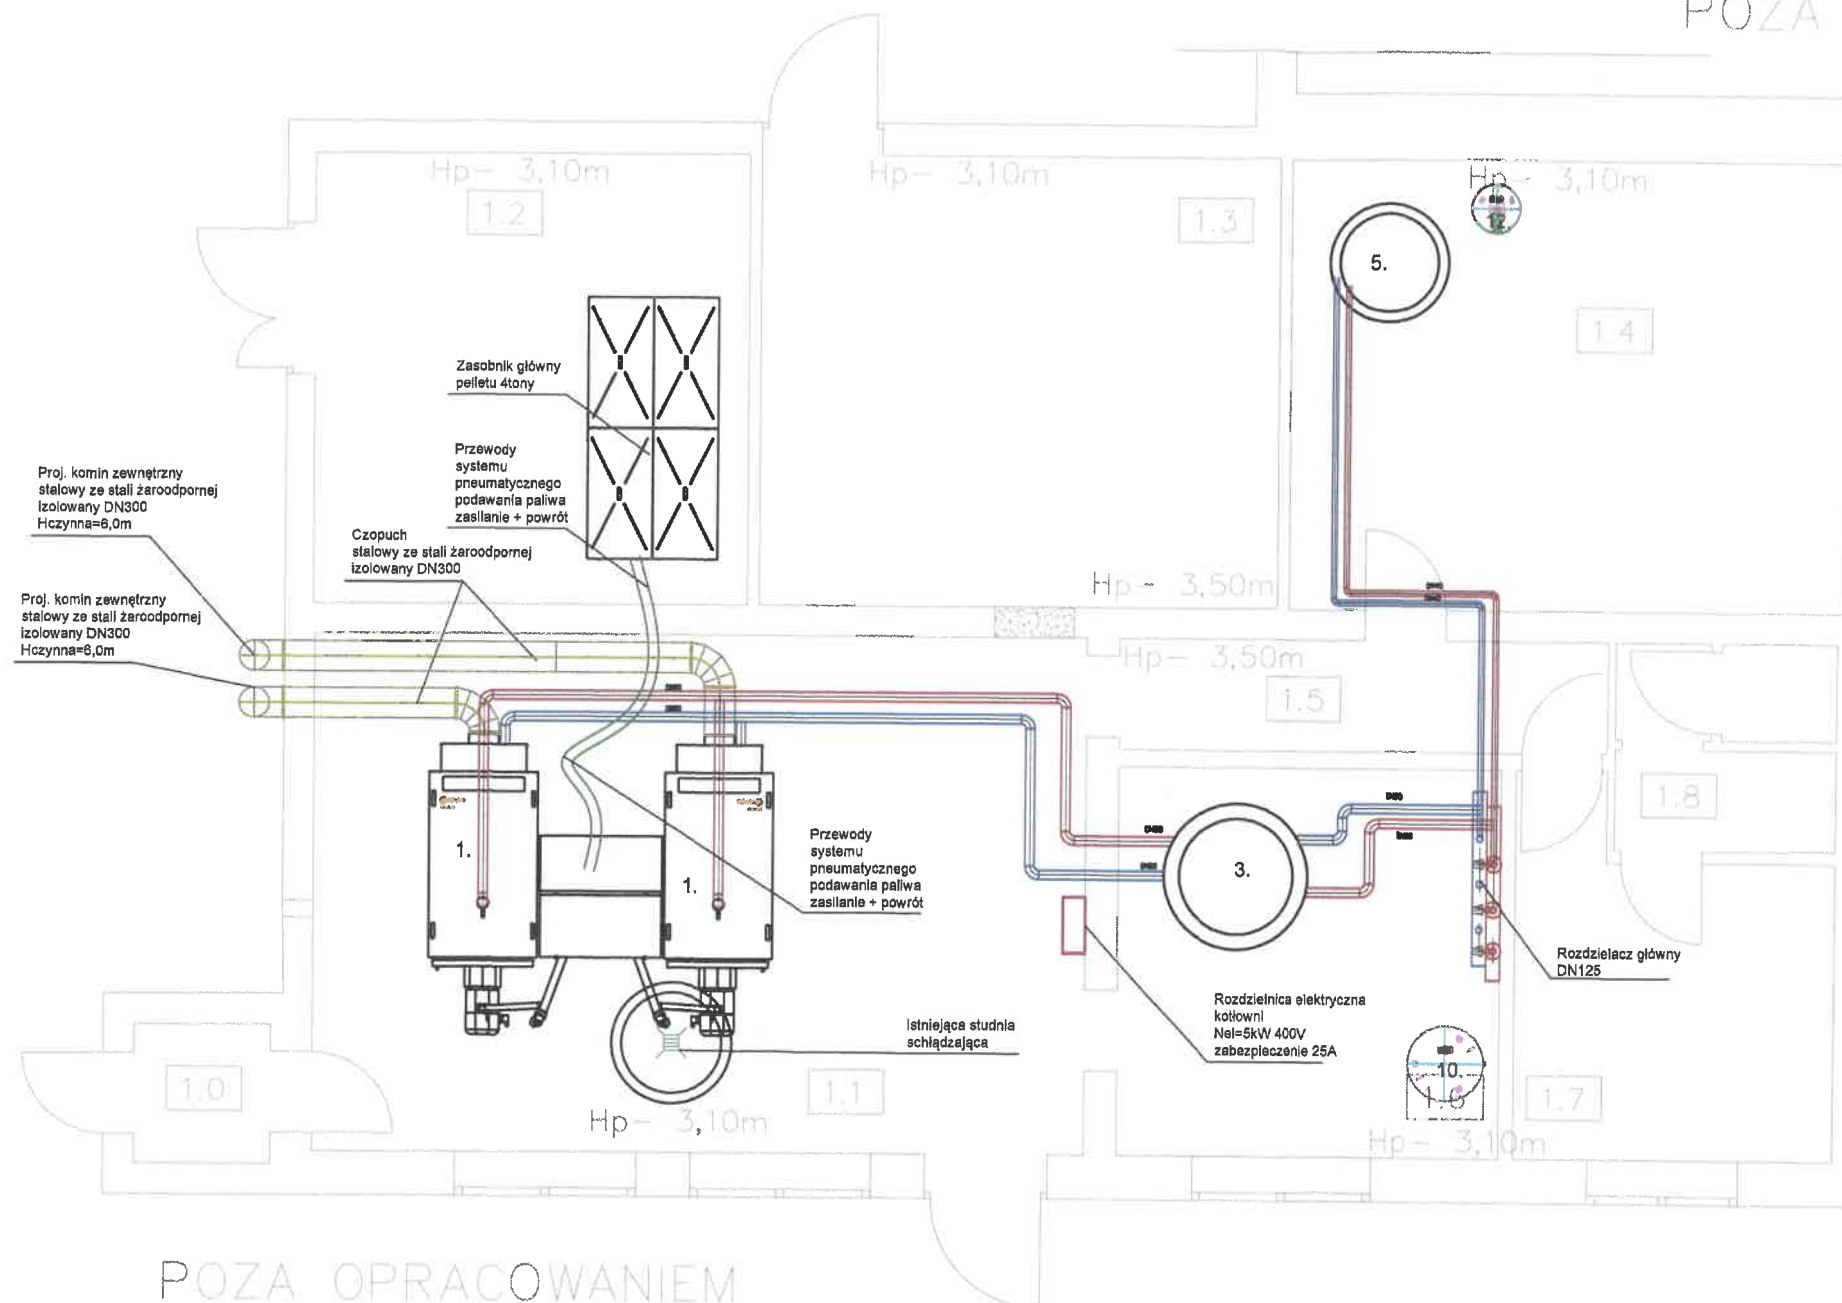 POZA
Hp- 3,10m
1.2
Hp- 3,10m
1.3
Hp- 3,10m
12.
5.
1.4
Zasobnik główny
pelletu 4tony
Przewody
systemu
pneumatycznego
podawania paliwa
zasilanie + powrót
Proj. komin zewnętrzny
stalowy ze stali żaroodpornej
izolowany DN300
Hczynna=6,0m
Czopuch
stalowy ze stali żaroodpornej
izolowany DN300
Proj. komin zewnętrzny
stalowy ze stali żaroodpornej
izolowany DN300
Hczynna=6,0m
Hp- 3,50m
Hp- 3,50m
1.5
1.8
1.
1.
Przewody
systemu
pneumatycznego
podawania paliwa
zasilanie + powrót
3.
Rozdzielacz główny
DN125
Rozdzielnica elektryczna
kotłowni
Nel=5kW 400V
zabezpieczenie 25A
Istniejąca studnia
schładzająca
1.0
1.1
10.
1.6
1.7
Hp- 3,10m
Hp- 3,10m
POZA OPRACOWANIEM